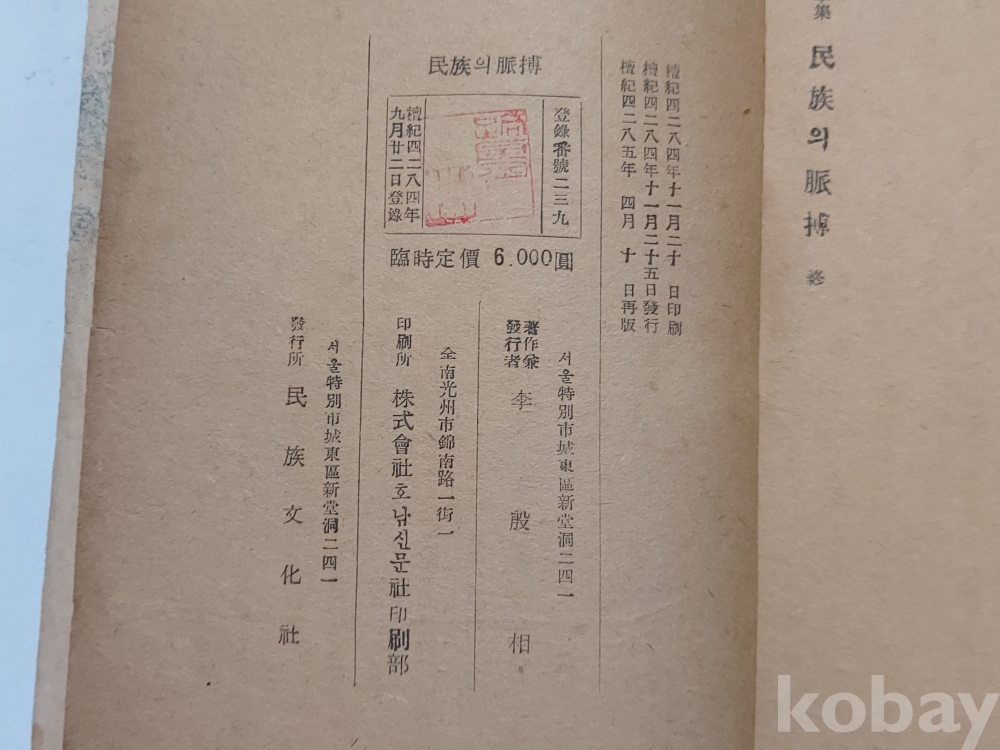 集 民族의脈搏 終
檀紀四二八四年十一月二十 日印刷
檀紀四二八四年十一月二十五日發行
檀紀四二八五年 四月 十 日再版
民族의脈搏
登錄番號二三九
檀紀四二八四年
九月廿二日登錄
臨時定價 6.000圓
서울特別市城東區新堂洞二四一
著作兼
發行者 李殷相
全南光州市錦南路一街一
印刷所 株式會社호남신문社印刷部
서울特別市城東區新堂洞二四一
發行所 民族文化社
kobay